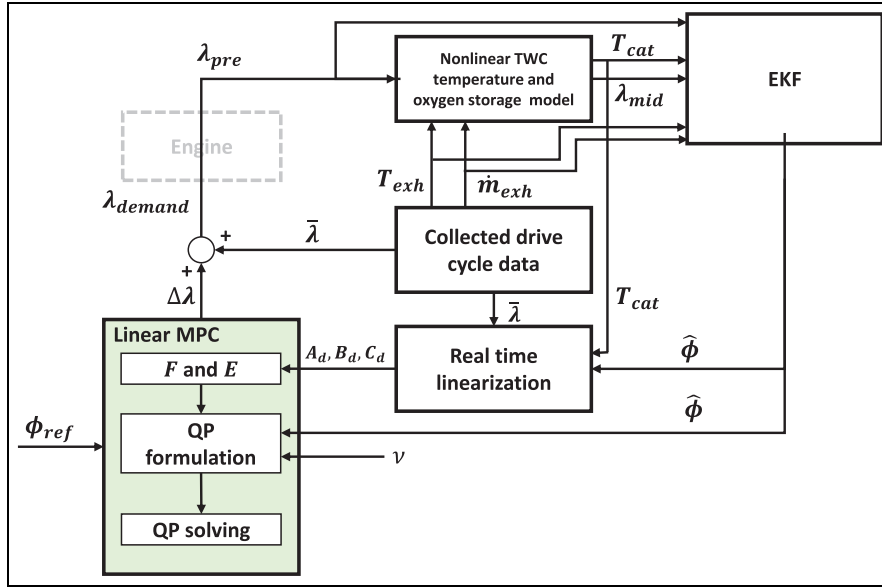 λ_pre
Nonlinear TWC
temperature and
oxygen storage model
T_cat
λ_mid
EKF
Engine
T_exh
ṁ_exh
λ_demand
+
λ̄
+
Δλ
Collected drive
cycle data
λ̄
T_cat
Linear MPC
F and E
A_d, B_d, C_d
Real time
linearization
ϕ̂
ϕ̂
ϕ_ref
QP
formulation
ν
QP solving